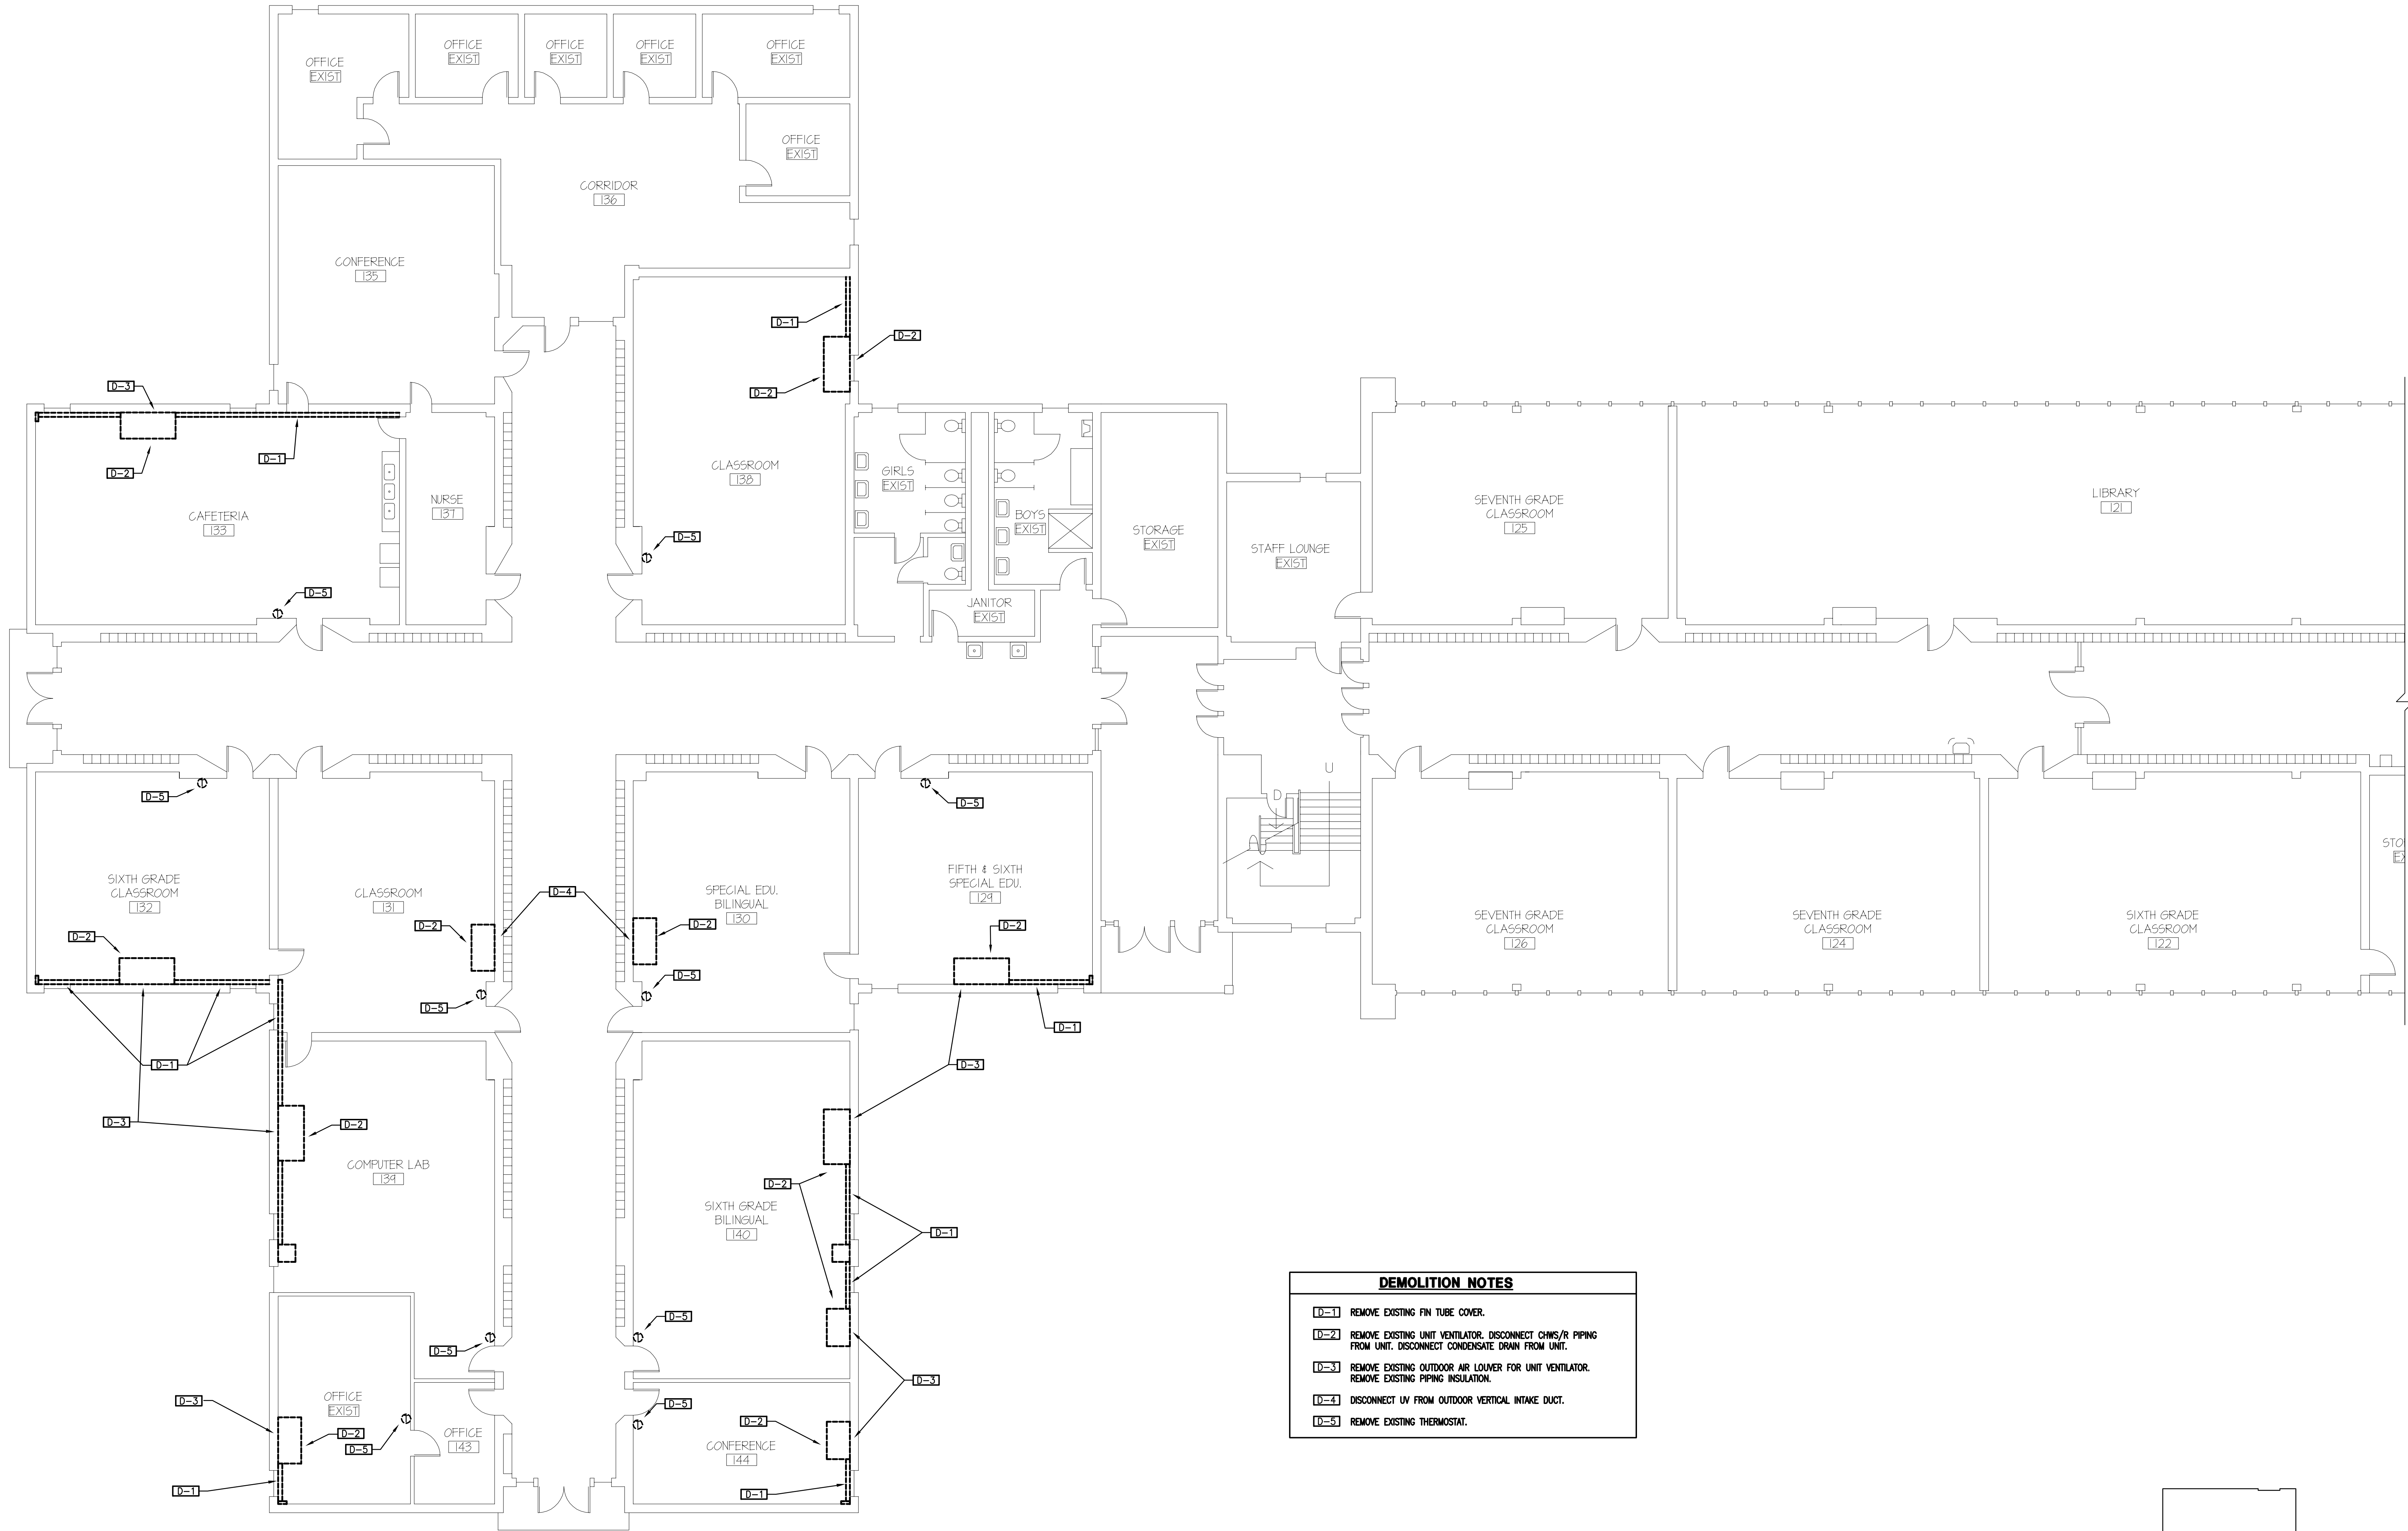 OFFICE
EXIST
OFFICE
EXIST
OFFICE
EXIST
OFFICE
EXIST
OFFICE
EXIST
OFFICE
EXIST
CORRIDOR
136
CONFERENCE
135
D-1
D-2
D-2
D-3
D-2
D-1
CLASSROOM
138
GIRLS
EXIST
BOYS
EXIST
NURSE
137
CAFETERIA
133
D-5
D-5
STORAGE
EXIST
STAFF LOUNGE
EXIST
JANITOR
EXIST
SEVENTH GRADE
CLASSROOM
125
LIBRARY
121
D-5
D-5
U
D
SIXTH GRADE
CLASSROOM
132
CLASSROOM
131
D-4
SPECIAL EDU.
BILINGUAL
130
FIFTH & SIXTH
SPECIAL EDU.
129
D-2
D-2
D-2
D-2
D-5
D-5
SEVENTH GRADE
CLASSROOM
126
SEVENTH GRADE
CLASSROOM
124
SIXTH GRADE
CLASSROOM
122
STO
D-1
D-1
D-3
D-3
D-2
COMPUTER LAB
139
D-2
SIXTH GRADE
BILINGUAL
140
D-1
D-5
D-5
D-3
D-3
OFFICE
EXIST
D-2
D-5
OFFICE
143
D-5
D-2
CONFERENCE
144
D-1
D-1
DEMOLITION NOTES
D-1 REMOVE EXISTING FIN TUBE COVER.
D-2 REMOVE EXISTING UNIT VENTILATOR. DISCONNECT CHWS/R PIPING
FROM UNIT. DISCONNECT CONDENSATE DRAIN FROM UNIT.
D-3 REMOVE EXISTING OUTDOOR AIR LOUVER FOR UNIT VENTILATOR.
REMOVE EXISTING PIPING INSULATION.
D-4 DISCONNECT UV FROM OUTDOOR VERTICAL INTAKE DUCT.
D-5 REMOVE EXISTING THERMOSTAT.